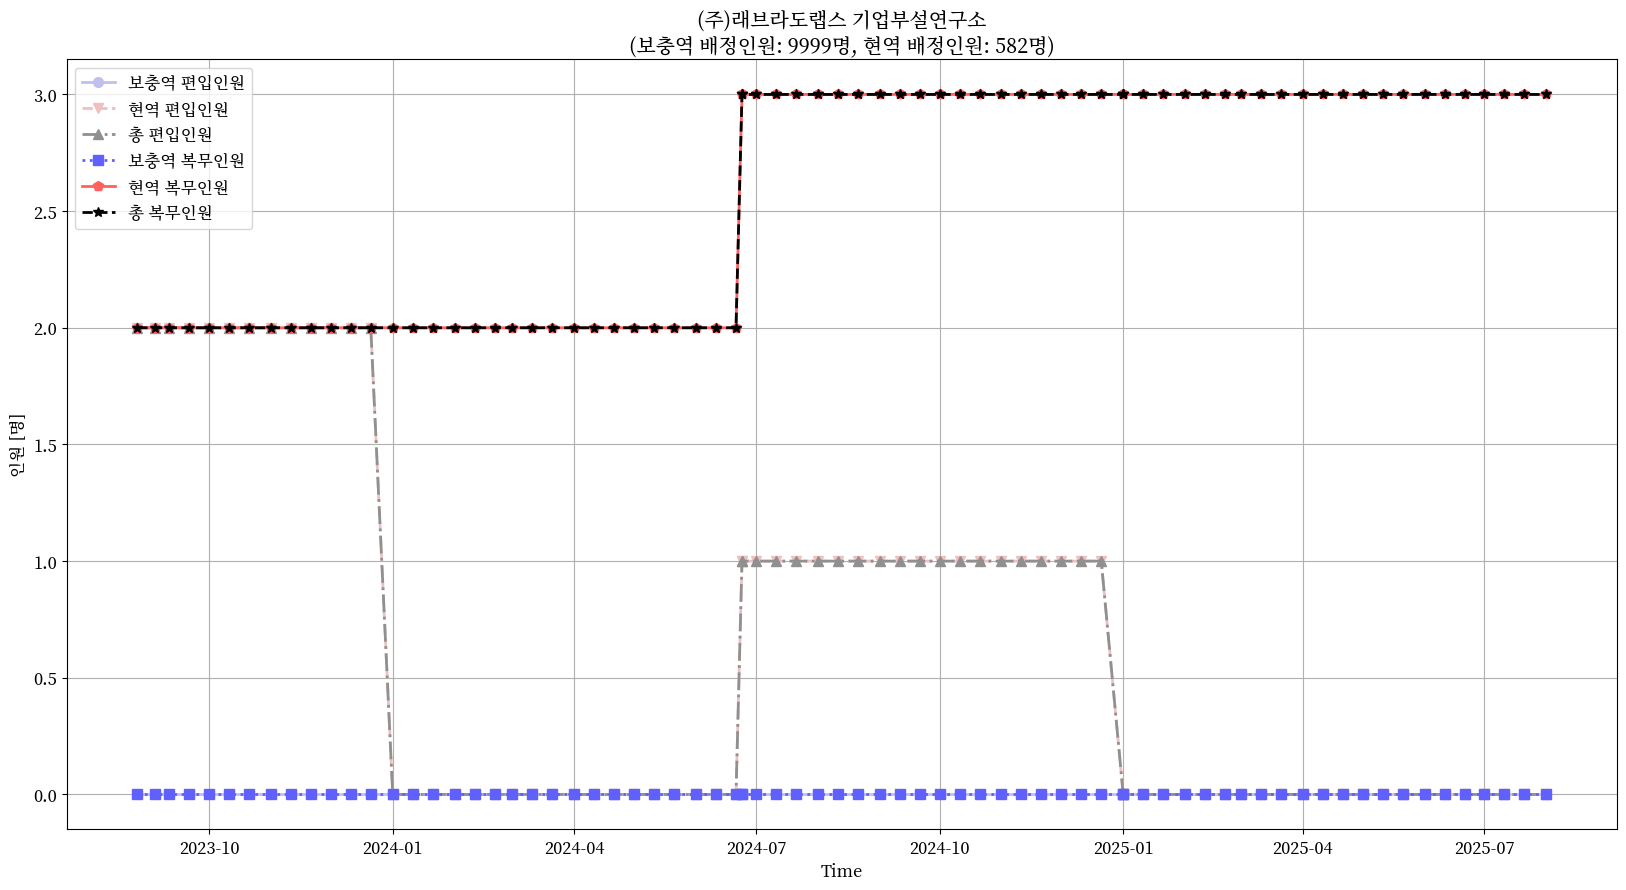 (주)래브라도랩스 기업부설연구소
(보충역 배정인원: 9999명, 현역 배정인원: 582명)
보충역 편입인원
현역 편입인원
총 편입인원
보충역 복무인원
현역 복무인원
총 복무인원
3.0
2.5
2.0
1.5
1.0
0.5
0.0
인원 [명]
2023-10
2024-01
2024-04
2024-07
2024-10
2025-01
2025-04
2025-07
Time